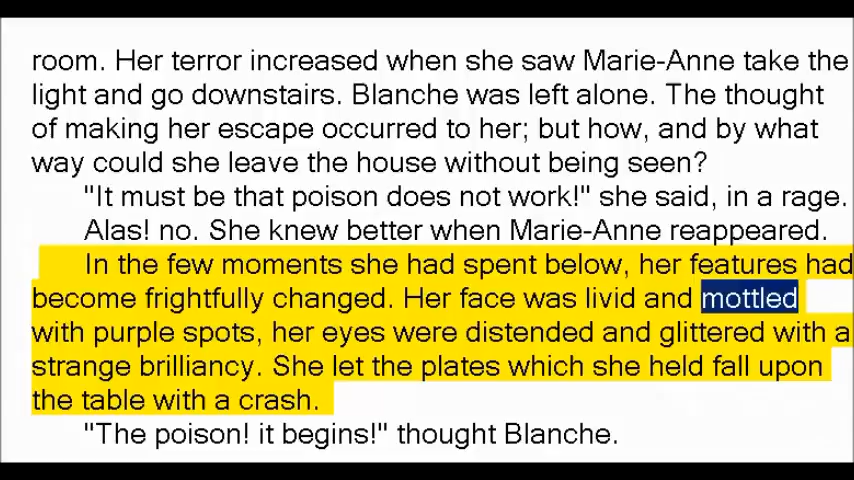 room. Her terror increased when she saw Marie-Anne take the
light and go downstairs. Blanche was left alone. The thought
of making her escape occurred to her; but how, and by what
way could she leave the house without being seen?
"It must be that poison does not work!" she said, in a rage.
Alas! no. She knew better when Marie-Anne reappeared.
In the few moments she had spent below, her features had
become frightfully changed. Her face was livid and mottled
with purple spots, her eyes were distended and glittered with a
strange brilliancy. She let the plates which she held fall upon
the table with a crash.
"The poison! it begins!" thought Blanche.